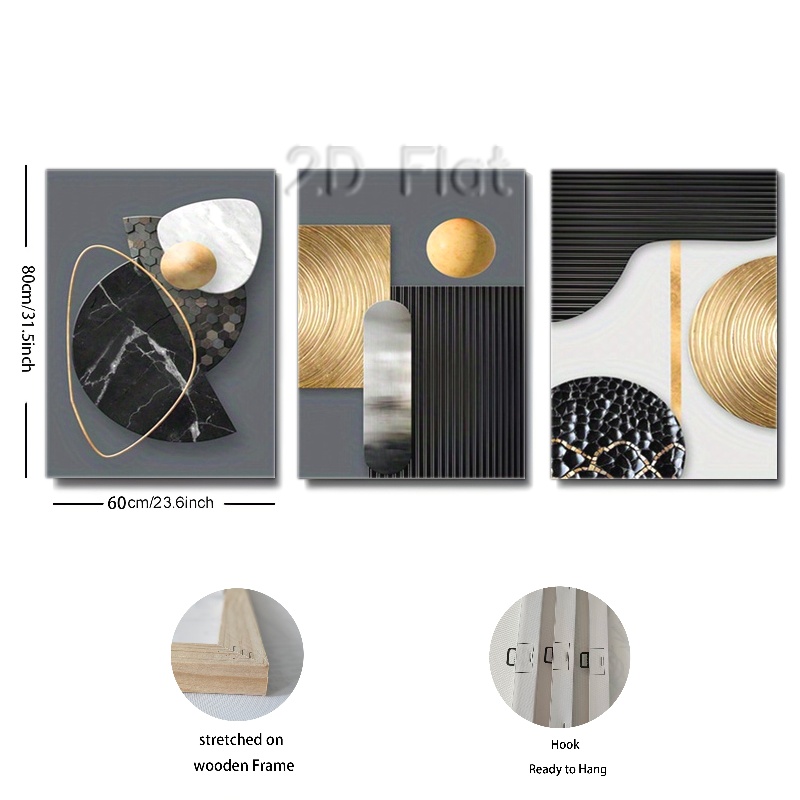 2D Flat
80cm/31.5inch
60cm/23.6inch
stretched on
wooden Frame
Hook
Ready to Hang